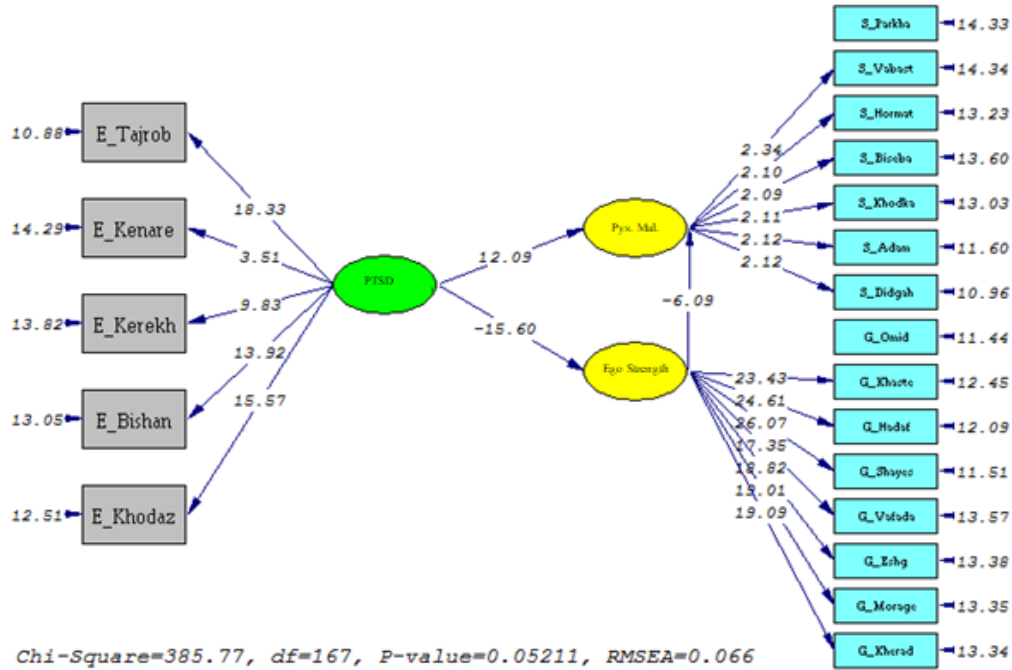 10.88
E_Tajrob
14.29
E_Kenare
13.82
E_Kerekh
13.05
E_Bishan
12.51
E_Khodaz
18.33
3.51
9.83
13.92
15.57
PTSD
12.09
-15.60
Pys. Mal.
-6.09
Ego Strength
2.34
2.10
2.09
2.11
2.12
2.12
23.43
24.61
26.07
17.35
18.82
19.01
19.09
S_Parkha 14.33
S_Vabast 14.34
S_Hormat 13.23
S_Biseba 13.60
S_Khodka 13.03
S_Adam 11.60
S_Didgah 10.96
G_Omid 11.44
G_Khaste 12.45
G_Hadaf 12.09
G_Shayes 11.51
G_Vafada 13.57
G_Eshg 13.38
G_Morage 13.35
G_Kherad 13.34
Chi-Square=385.77, df=167, P-value=0.05211, RMSEA=0.066